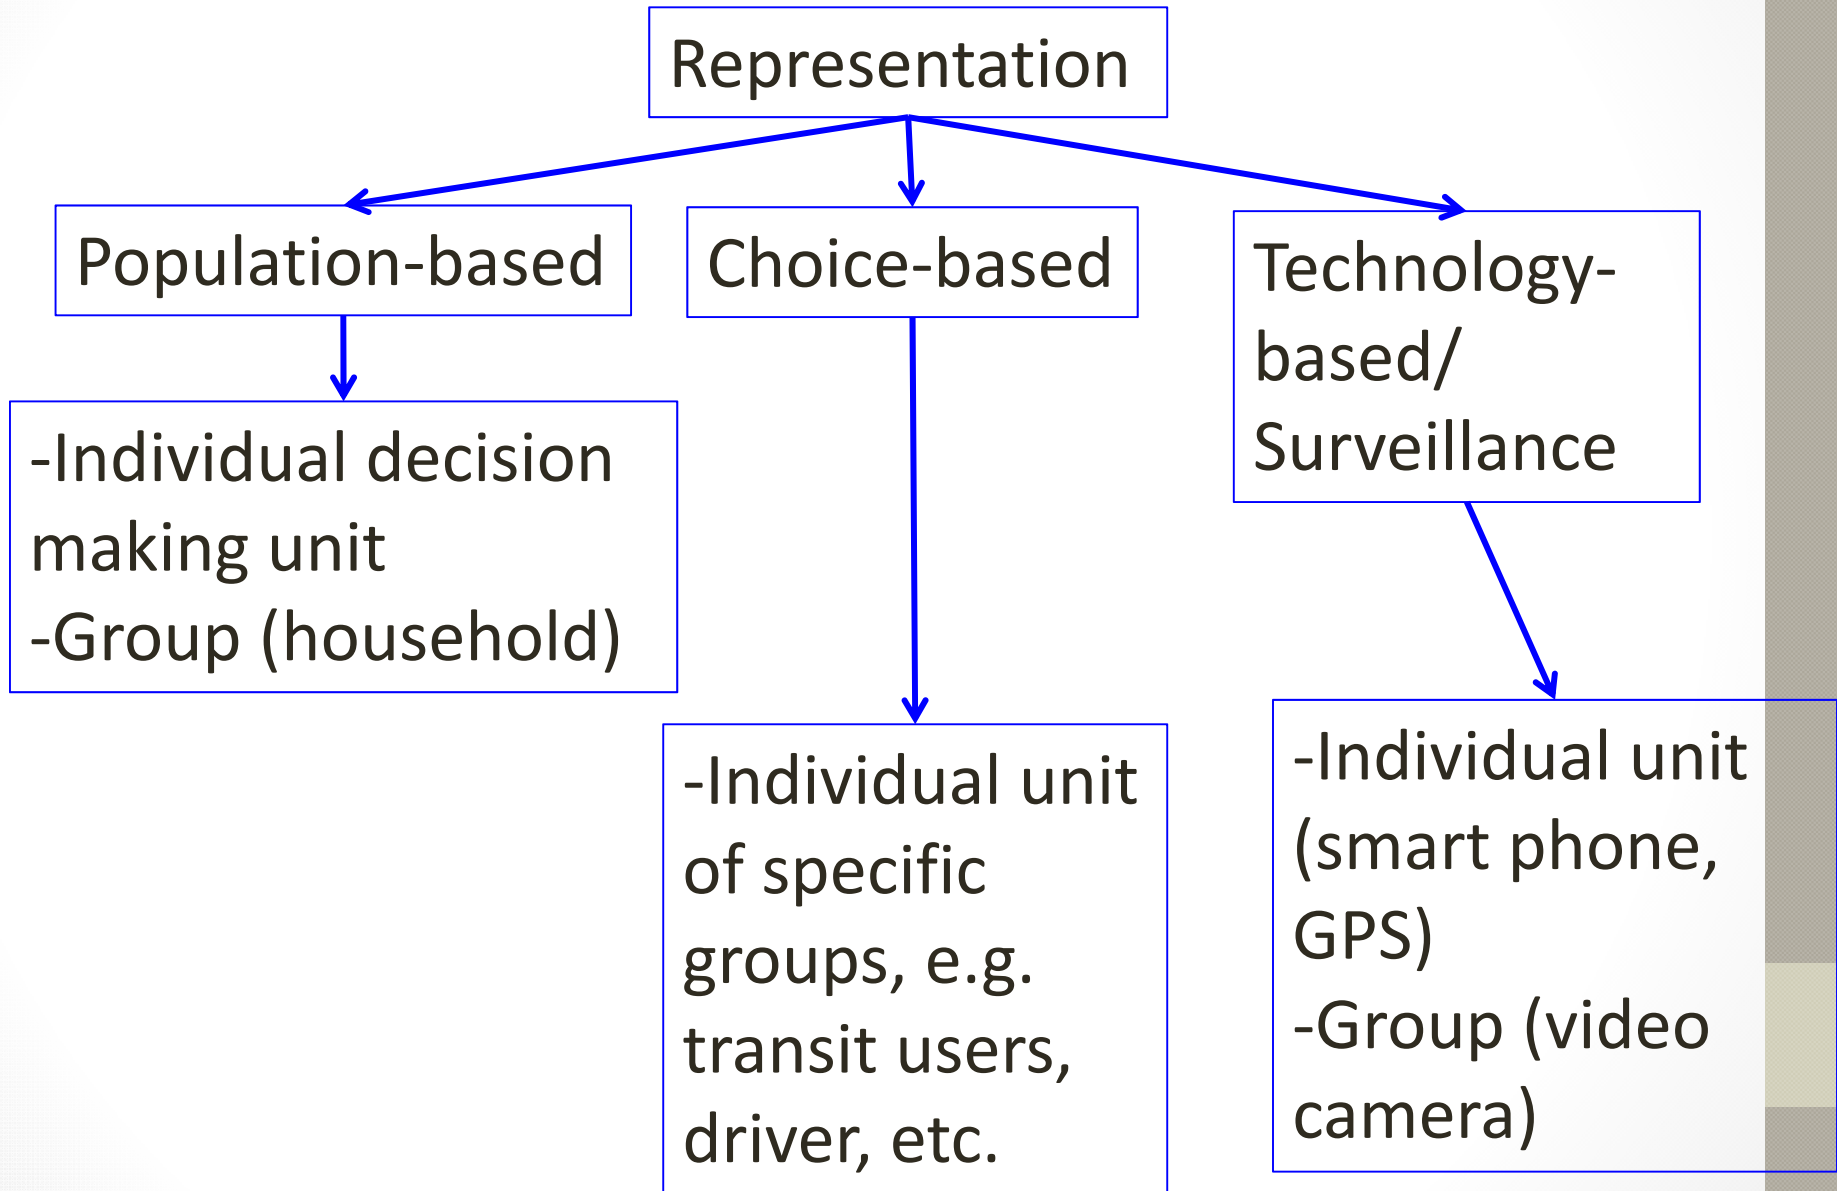 Representation
Population-based
Choice-based
Technology-
based/
Surveillance
-Individual decision
making unit
-Group (household)
-Individual unit
of specific
groups, e.g.
transit users,
driver, etc.
-Individual unit
(smart phone,
GPS)
-Group (video
camera)